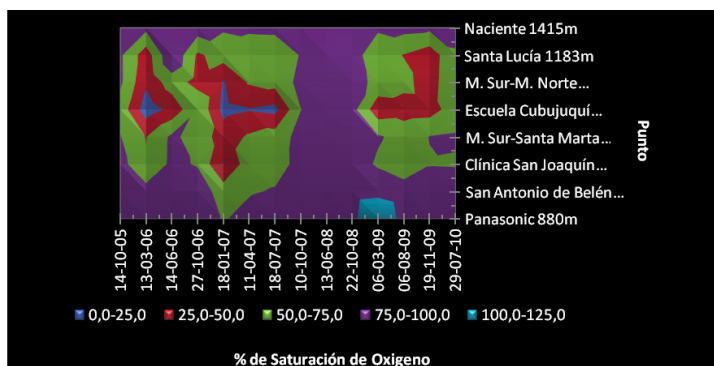 Naciente 1415m
Santa Lucía 1183m
M. Sur-M. Norte...
Escuela Cubujuquí...
M. Sur-Santa Marta...
Clínica San Joaquín...
San Antonio de Belén...
Panasonic 880m
Punto
14-10-05
13-03-06
14-06-06
27-10-06
18-01-07
11-04-07
18-07-07
10-10-07
13-06-08
22-10-08
06-03-09
06-08-09
19-11-09
29-07-10
0,0-25,0 25,0-50,0 50,0-75,0 75,0-100,0 100,0-125,0
% de Saturación de Oxigeno